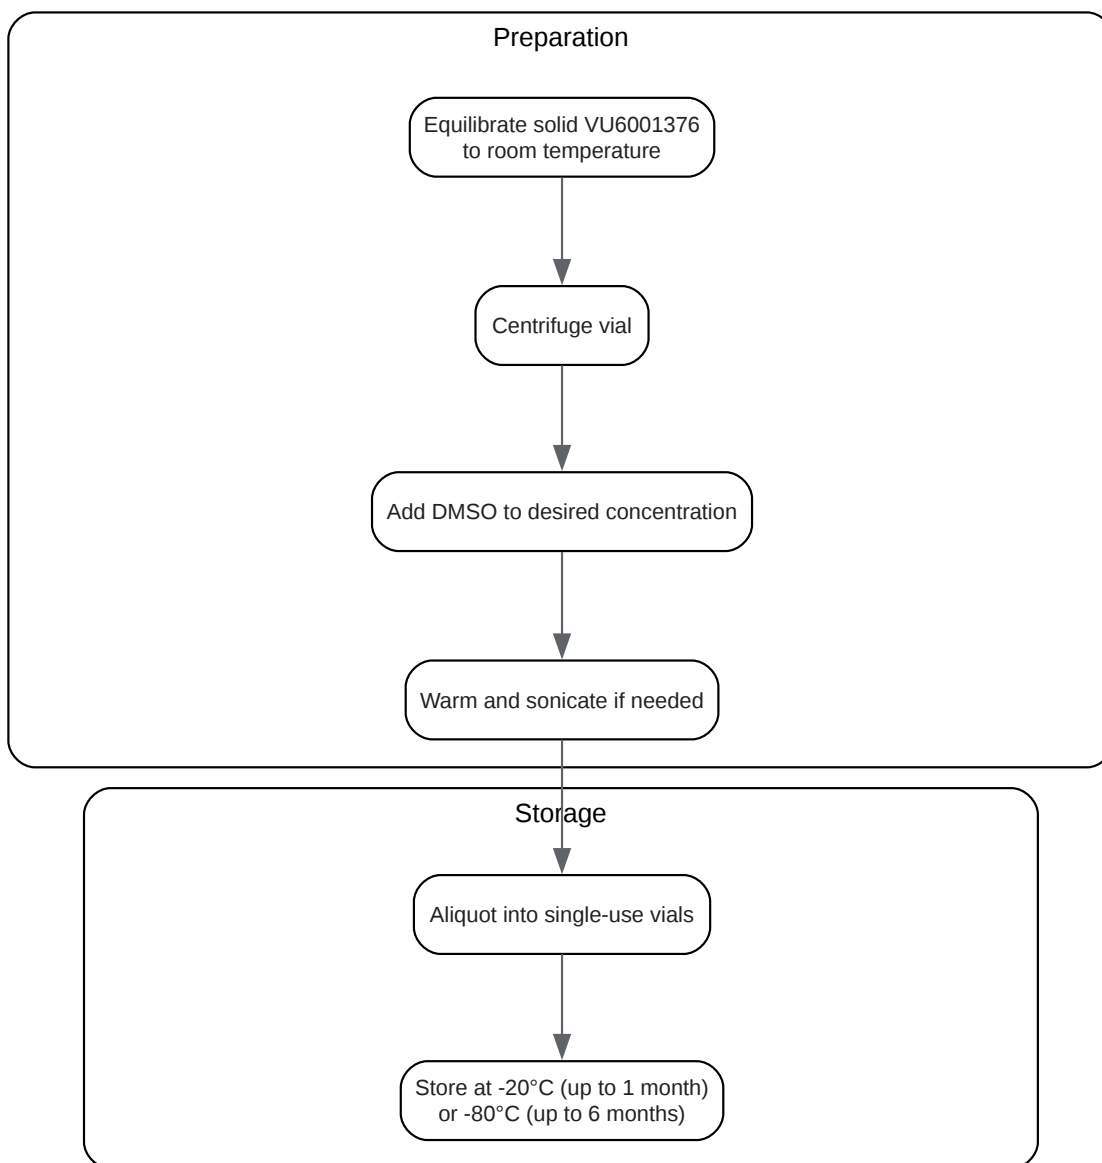 Preparation
Equilibrate solid VU6001376
to room temperature
Centrifuge vial
Add DMSO to desired concentration
Warm and sonicate if needed
Storage
Aliquot into single-use vials
Store at -20°C (up to 1 month)
or -80°C (up to 6 months)